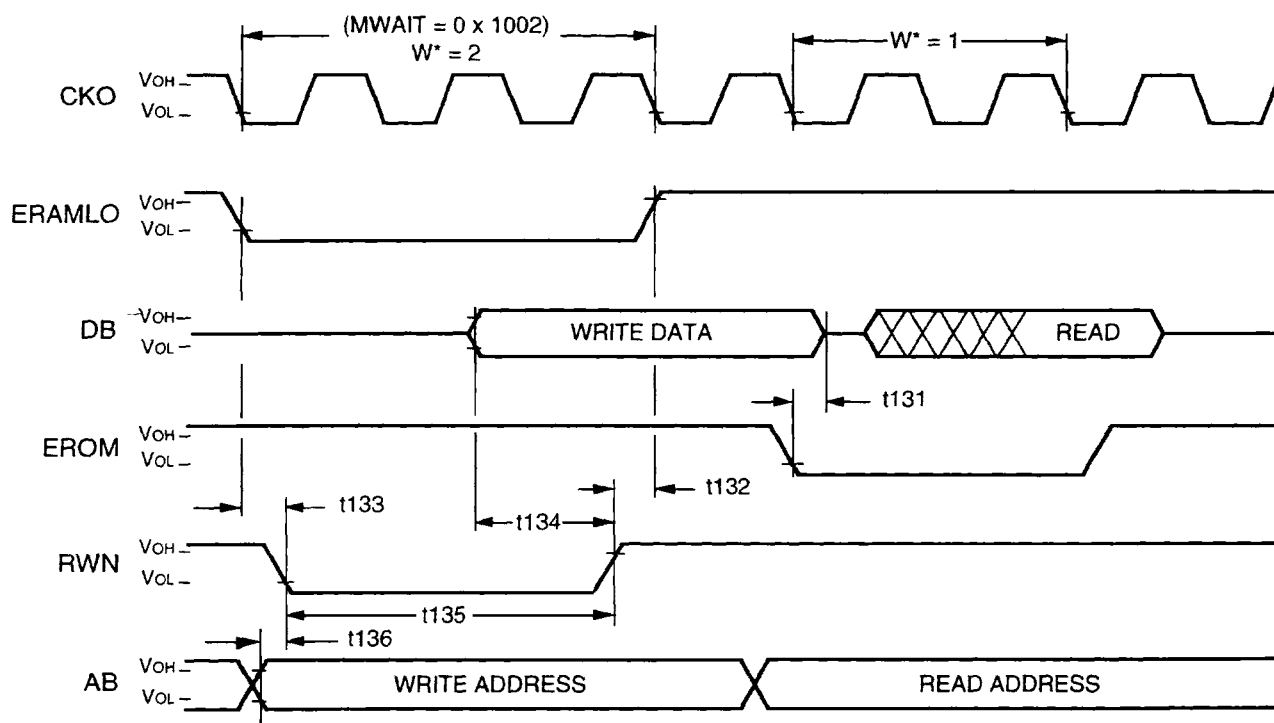 (MWAIT = 0 x 1002)
W* = 2
W* = 1
CKO
VOH
VOL
ERAMLO
VOH
VOL
DB
VOH
VOL
WRITE DATA
READ
t131
EROM
VOH
VOL
t132
t133
t134
RWN
VOH
VOL
t135
t136
AB
VOH
VOL
WRITE ADDRESS
READ ADDRESS